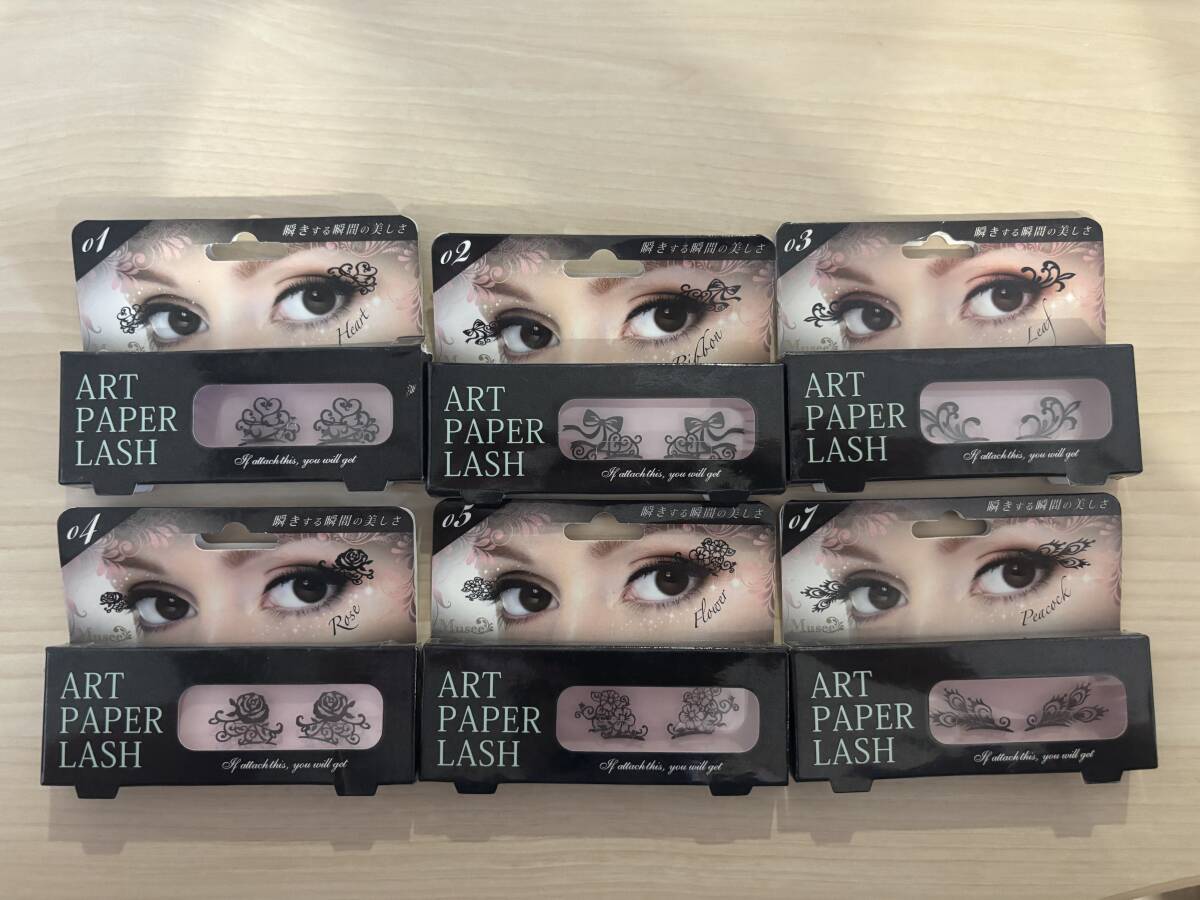 01
瞬きする瞬間の美しさ
Heart
ART
PAPER
LASH
If attach this, you will get
02
瞬きする瞬間の美しさ
Ribbon
ART
PAPER
LASH
If attach this, you will get
03
瞬きする瞬間の美しさ
Musee
Leaf
ART
PAPER
LASH
If attach this, you will get
04
瞬きする瞬間の美しさ
Musee
Rose
ART
PAPER
LASH
If attach this, you will get
05
瞬きする瞬間の美しさ
Musee
Flower
ART
PAPER
LASH
If attach this, you will get
07
瞬きする瞬間の美しさ
Musee
Peacock
ART
PAPER
LASH
If attach this, you will get